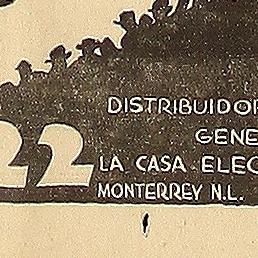 DISTRIBUIDOR
GENE
22
LA CASA ELEC
MONTERREY N.L.